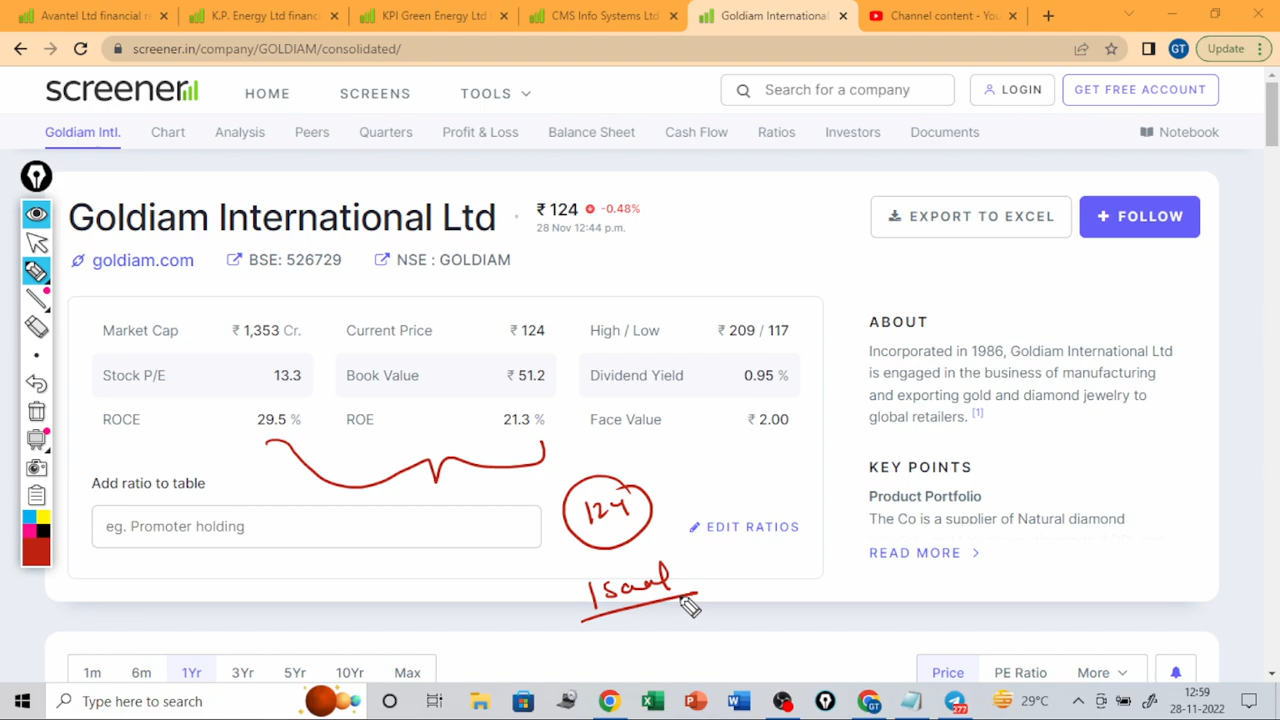 Avantel Ltd financial r
K.P. Energy Ltd financ
KPI Green Energy Ltd f
CMS Info Systems Ltd
Goldiam International
Channel content - You
screener.in/company/GOLDIAM/consolidated/
GT
Update
screener
HOME
SCREENS
TOOLS
Search for a company
LOGIN
GET FREE ACCOUNT
Goldiam Intl.
Chart
Analysis
Peers
Quarters
Profit & Loss
Balance Sheet
Cash Flow
Ratios
Investors
Documents
Notebook
Goldiam International Ltd
₹ 124 -0.48%
28 Nov 12:44 p.m.
EXPORT TO EXCEL
+ FOLLOW
goldiam.com
BSE: 526729
NSE : GOLDIAM
Market Cap ₹ 1,353 Cr.
Current Price ₹ 124
High / Low ₹ 209 / 117
Stock P/E 13.3
Book Value ₹ 51.2
Dividend Yield 0.95 %
ROCE 29.5 %
ROE 21.3 %
Face Value ₹ 2.00
Add ratio to table
eg. Promoter holding
124
EDIT RATIOS
1 saal
ABOUT
Incorporated in 1986, Goldiam International Ltd
is engaged in the business of manufacturing
and exporting gold and diamond jewelry to
global retailers. [1]
KEY POINTS
Product Portfolio
The Co is a supplier of Natural diamond
READ MORE
1m
6m
1Yr
3Yr
5Yr
10Yr
Max
Price
PE Ratio
More
Type here to search
277
29°C
12:59
28-11-2022